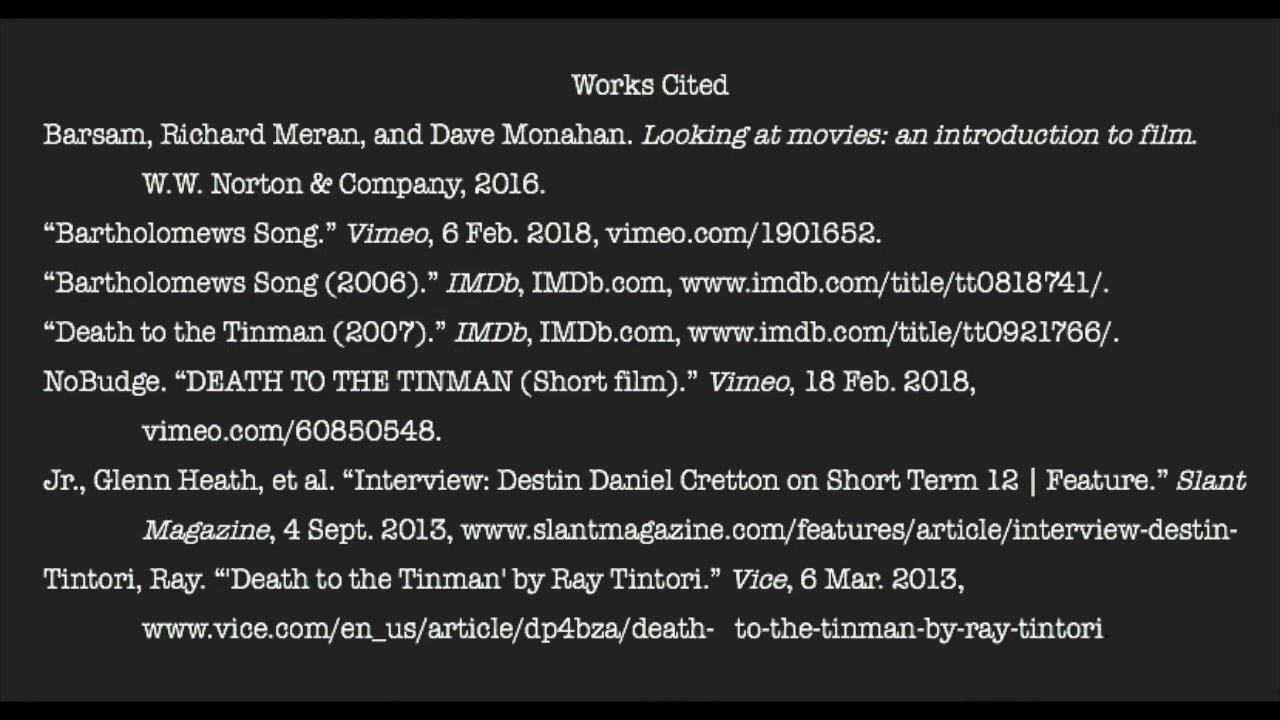 Works Cited
Barsam, Richard Meran, and Dave Monahan. Looking at movies: an introduction to film.
W.W. Norton & Company, 2016.
“Bartholomews Song.” Vimeo, 6 Feb. 2018, vimeo.com/1901652.
“Bartholomews Song (2006).” IMDb, IMDb.com, www.imdb.com/title/tt0818741/.
“Death to the Tinman (2007).” IMDb, IMDb.com, www.imdb.com/title/tt0921766/.
NoBudge. “DEATH TO THE TINMAN (Short film).” Vimeo, 18 Feb. 2018,
vimeo.com/60850548.
Jr., Glenn Heath, et al. “Interview: Destin Daniel Cretton on Short Term 12 | Feature.” Slant
Magazine, 4 Sept. 2013, www.slantmagazine.com/features/article/interview-destin-
Tintori, Ray. “'Death to the Tinman' by Ray Tintori.” Vice, 6 Mar. 2013,
www.vice.com/en_us/article/dp4bza/death- to-the-tinman-by-ray-tintori.